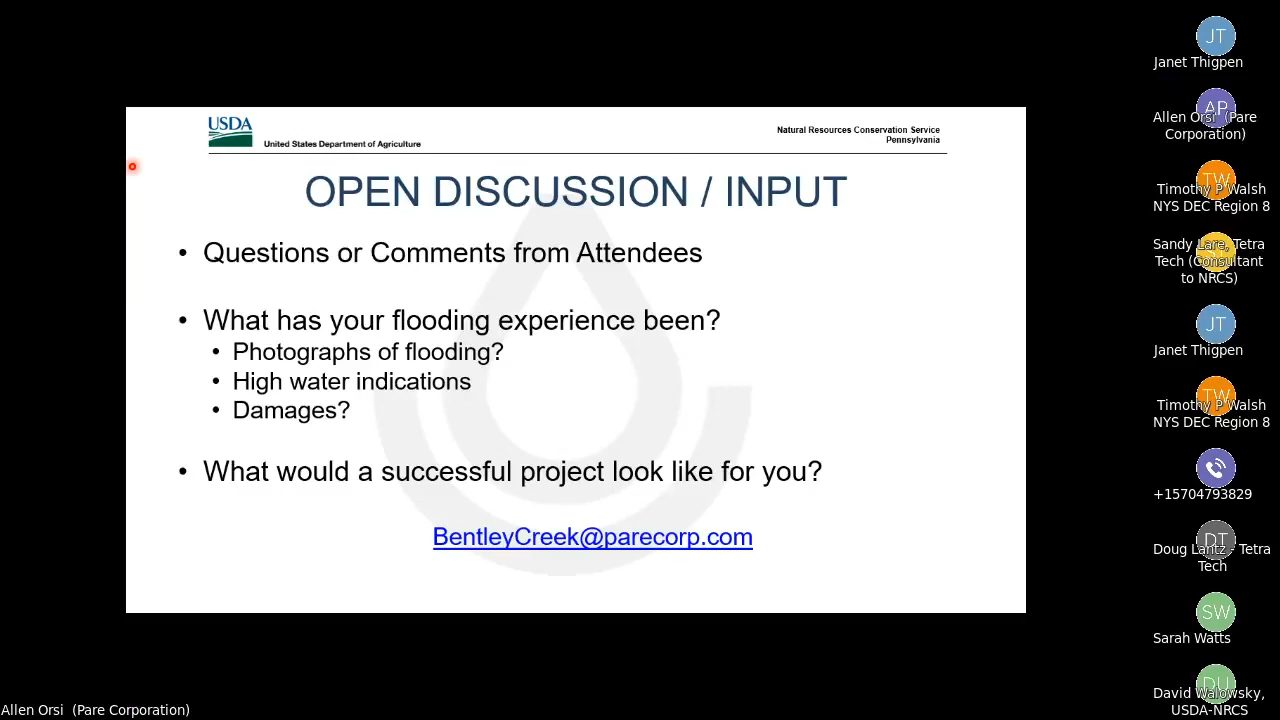 USDA
United States Department of Agriculture
Natural Resources Conservation Service
Pennsylvania
OPEN DISCUSSION / INPUT
• Questions or Comments from Attendees
• What has your flooding experience been?
• Photographs of flooding?
• High water indications
• Damages?
• What would a successful project look like for you?
BentleyCreek@parecorp.com
JT
Janet Thigpen
AP
Allen Orsi (Pare
Corporation)
TW
Timothy P Walsh
NYS DEC Region 8
Sandy Lare, Tetra
Tech (Consultant
to NRCS)
JT
Janet Thigpen
TW
Timothy P Walsh
NYS DEC Region 8
+15704793829
DT
Doug Lantz - Tetra
Tech
SW
Sarah Watts
DU
David Walowsky,
USDA-NRCS
Allen Orsi (Pare Corporation)